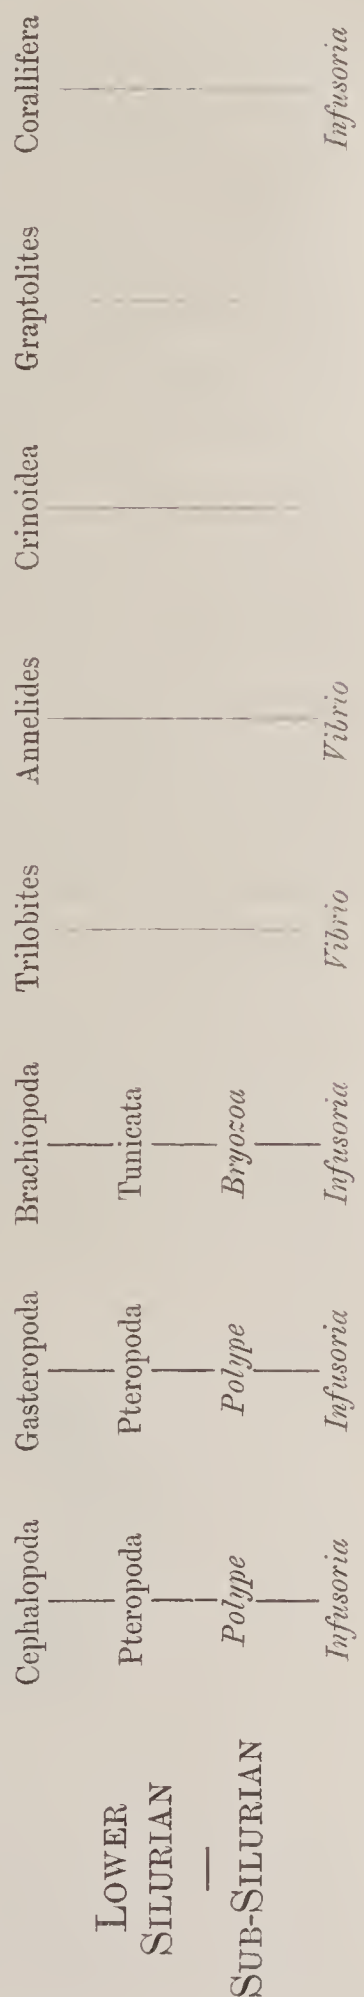 Cephalopoda Gasteropoda Brachiopoda Trilobites Annelides Crinoidea Graptolites Corallifera
LOWER
SILURIAN
Pteropoda Pteropoda Tunicata
—
SUB-SILURIAN
Polype Polype Bryozoa
Infusoria Infusoria Infusoria Vibrio Vibrio Infusoria